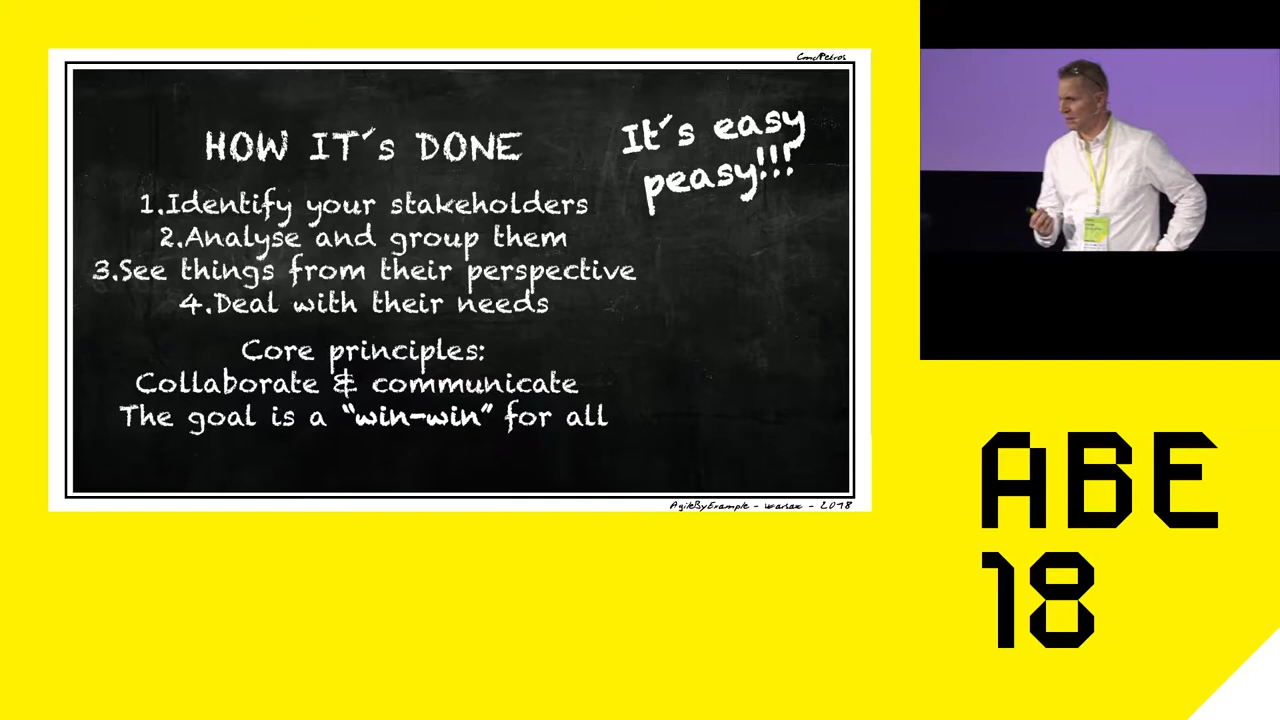 CmdPetros
HOW IT´s DONE
It´s easy
peasy!!!
1.Identify your stakeholders
2.Analyse and group them
3.See things from their perspective
4.Deal with their needs
Core principles:
Collaborate & communicate
The goal is a “win-win” for all
AgileByExample - Warsaw - 2018
ABE
18